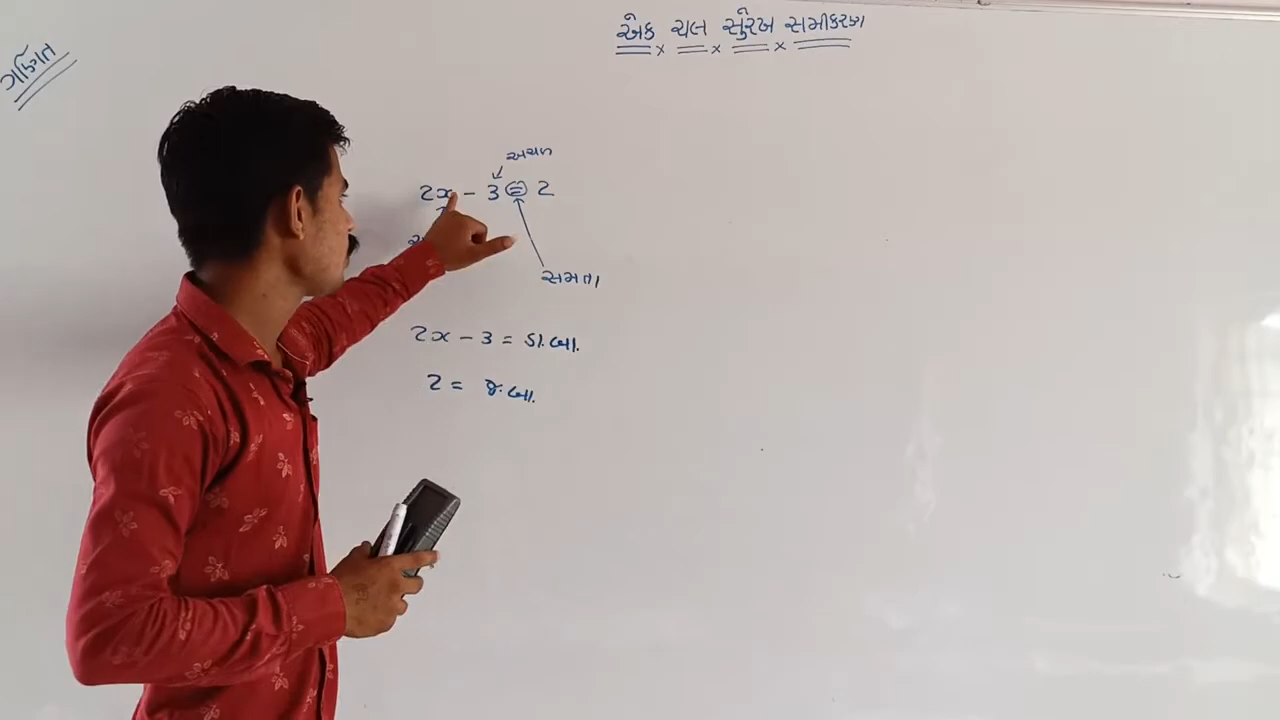 એક ચલ સુરેખ સમીકરણ
ગણિત
અચળ
2x - 3 = 2
સમતા
2x - 3 = ડા.બા.
2 = જ.બા.